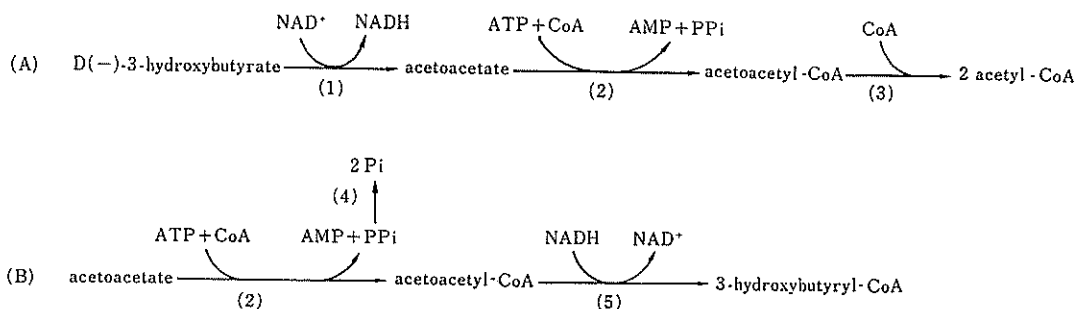 NAD⁺ NADH ATP+CoA AMP+PPi CoA
(A) D(−)-3-hydroxybutyrate acetoacetate acetoacetyl-CoA 2 acetyl-CoA
(1) (2) (3)
2 Pi
(4)
ATP+CoA AMP+PPi NADH NAD⁺
(B) acetoacetate acetoacetyl-CoA 3-hydroxybutyryl-CoA
(2) (5)